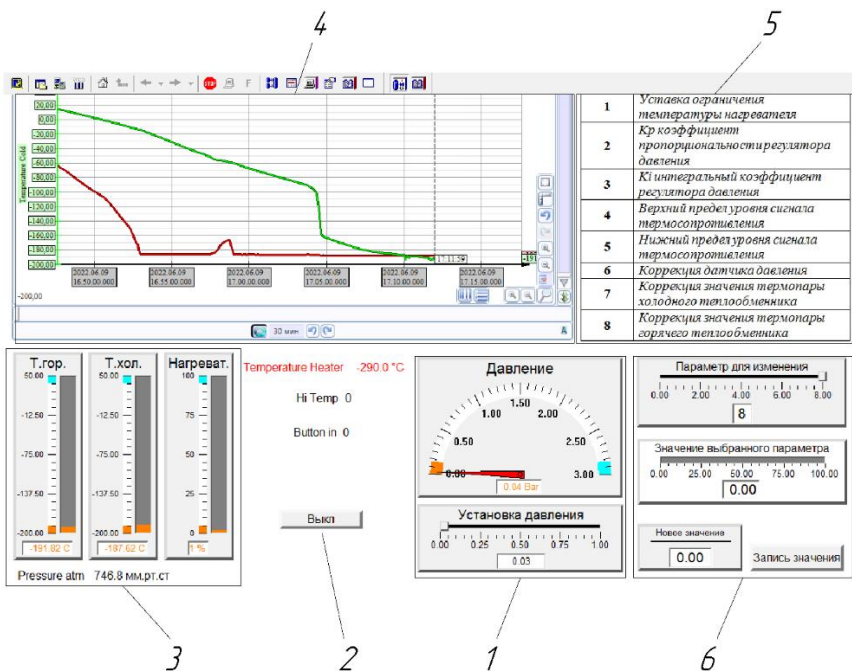 4
5
STOP
F
Temperature Cold
20,00
0,00
-20,00
-40,00
-60,00
-80,00
-100,00
-120,00
-140,00
-160,00
-180,00
-200,00
17:11:59
-191
2022.06.09
16:50:00.000
2022.06.09
16:55:00.000
2022.06.09
17:00:00.000
2022.06.09
17:05:00.000
2022.06.09
17:10:00.000
2022.06.09
17:15:00.000
-200,00
30 мин
A
1 Уставка ограничения
температуры нагревателя
2 Kp коэффициент
пропорциональности регулятора
давления
3 Ki интегральный коэффициент
регулятора давления
4 Верхний предел уровня сигнала
термосопротивления
5 Нижний предел уровня сигнала
термосопротивления
6 Коррекция датчика давления
7 Коррекция значения термопары
холодного теплообменника
8 Коррекция значения термопары
горячего теплообменника
Т.гор.
50.00
-12.50
-75.00
-137.50
-200.00
-191.82 C
Т.хол.
50.00
-12.50
-75.00
-137.50
-200.00
-187.62 C
Нагреват.
100
75
50
25
0
1 %
Pressure atm 746.8 мм.рт.ст
Temperature Heater -290.0 °C
Hi Temp 0
Button in 0
Выкл
Давление
0.00 0.50 1.00 1.50 2.00 2.50 3.00
0.04 Bar
Установка давления
0.00 0.25 0.50 0.75 1.00
0.03
Параметр для изменения
0.00 2.00 4.00 6.00 8.00
8
Значение выбранного параметра
0.00 25.00 50.00 75.00 100.00
0.00
Новое значение
0.00
Запись значения
3
2
1
6